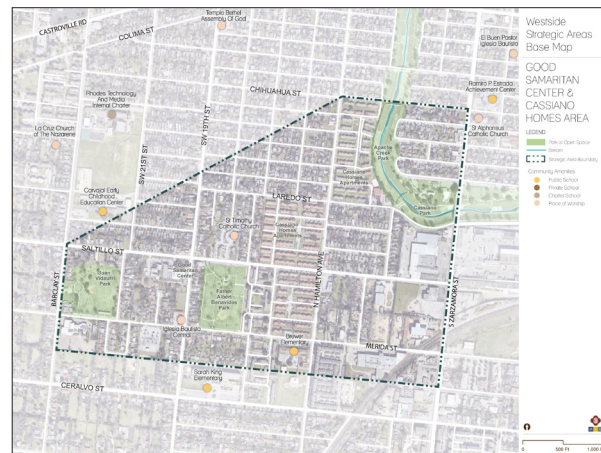 Westside
Strategic Areas
Base Map
GOOD
SAMARITAN
CENTER &
CASSIANO
HOMES AREA
LEGEND
Park or Open Space
Stream
Strategic Area Boundary
Community Amenities
Public School
Private School
Charter School
Place of Worship
0 500 Ft 1,000
CASTROVILLE RD
COLIMA ST
Temple Bethel
Assembly Of God
El Buen Pastor
Iglesia Bautista
Rhodes Technology
And Media
Internal Charter
SW 19TH ST
CHIHUAHUA ST
Ramiro P Estrada
Achievement Center
La Cruz Church
of The Nazarene
St Alphonsus
Catholic Church
SW 21ST ST
Apache
Creek Park
Cassiano
Homes
Apartments
Carvajal Early
Childhood
Education Center
LAREDO ST
Cassiano
Park
St Timothy
Catholic Church
Cassiano
Homes
Apartments
SALTILLO ST
BARCLAY ST
Good
Samaritan
Center
N HAMILTON AVE
S ZARZAMORA ST
Park
Father
Albert
Benavides
Park
Iglesia Bautista
Central
Brewer
Elementary
MERIDA ST
Sarah King
Elementary
CERALVO ST